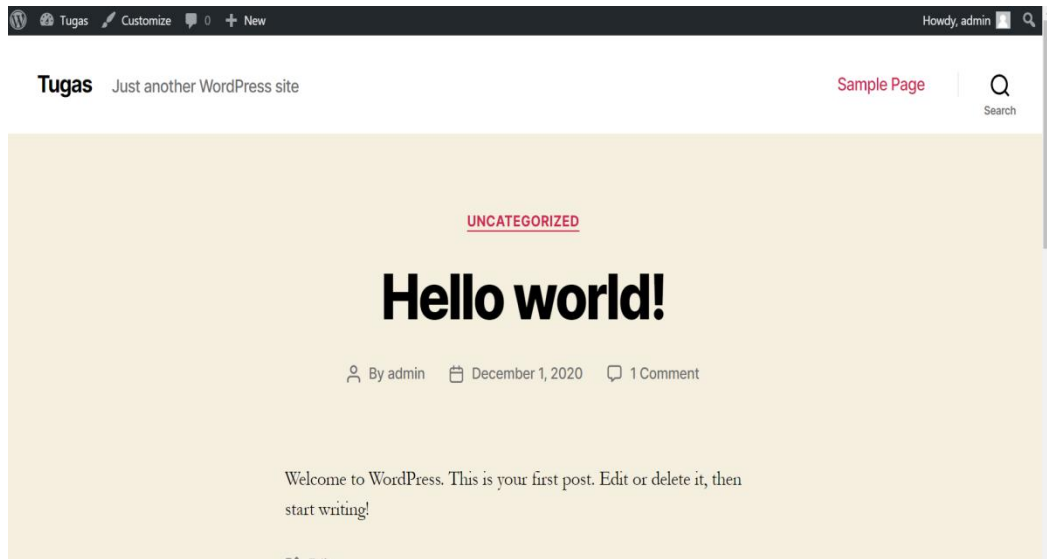 Tugas Customize 0 New Howdy, admin
Tugas Just another WordPress site Sample Page
Search
UNCATEGORIZED
Hello world!
By admin December 1, 2020 1 Comment
Welcome to WordPress. This is your first post. Edit or delete it, then
start writing!